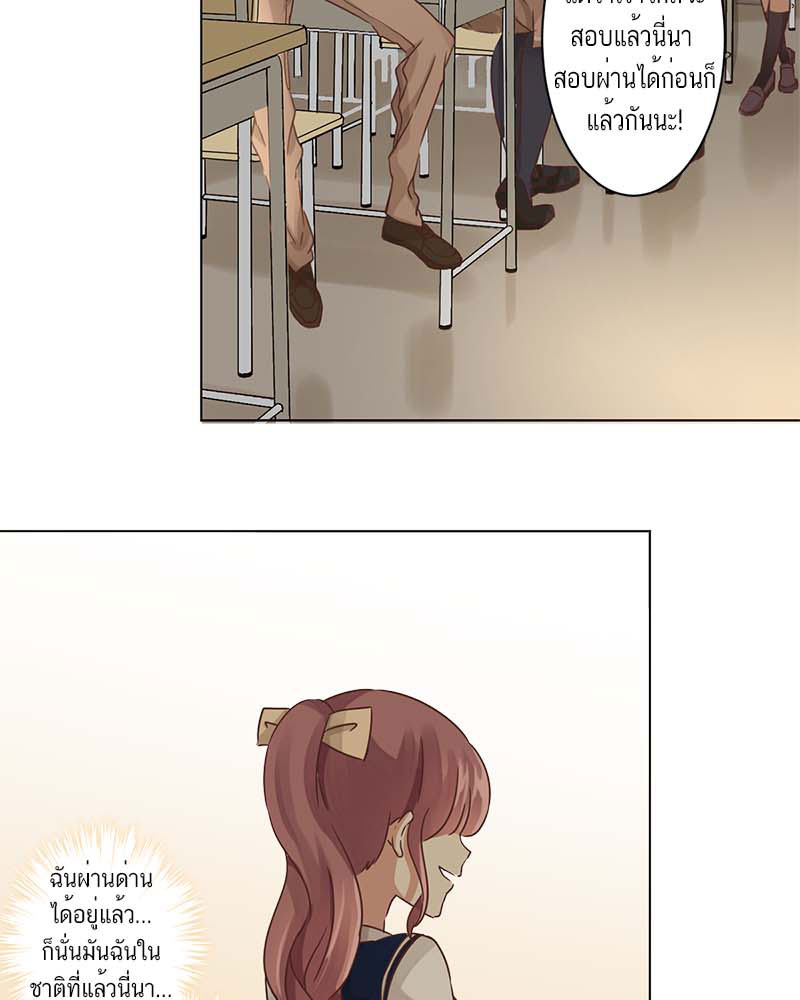 สอบแล้วนี่นา
สอบผ่านได้ก่อนก็
แล้วกันนะ!
ฉันผ่านด่าน
ได้อยู่แล้ว...
ก็นั่นมันฉันใน
ชาติที่แล้วนี่นา...